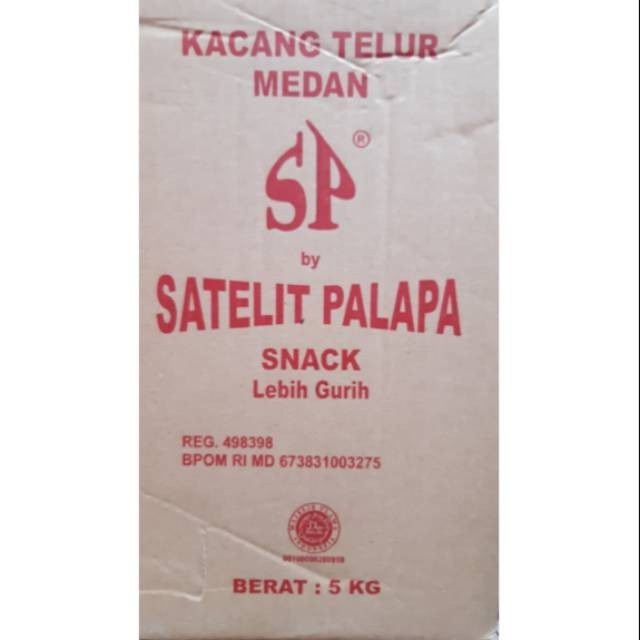 KACANG TELUR
MEDAN
SP ®
by
SATELIT PALAPA
SNACK
Lebih Gurih
REG. 498398
BPOM RI MD 673831003275
BERAT : 5 KG